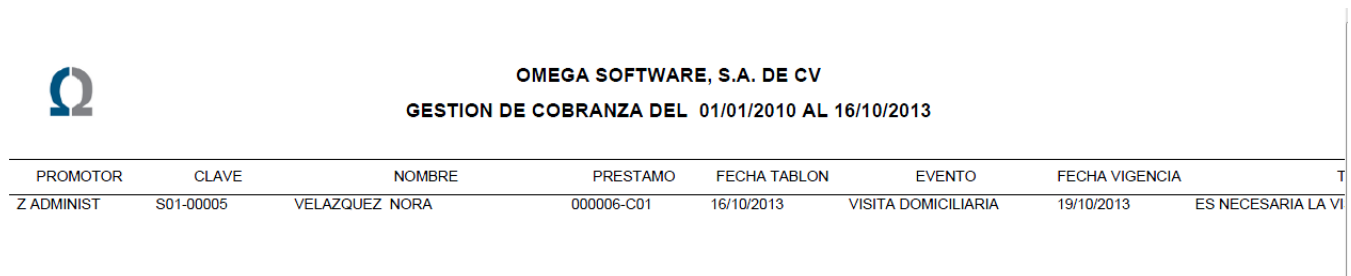 OMEGA SOFTWARE, S.A. DE CV
GESTION DE COBRANZA DEL 01/01/2010 AL 16/10/2013
PROMOTOR CLAVE NOMBRE PRESTAMO FECHA TABLON EVENTO FECHA VIGENCIA T
Z ADMINIST S01-00005 VELAZQUEZ NORA 000006-C01 16/10/2013 VISITA DOMICILIARIA 19/10/2013 ES NECESARIA LA VI